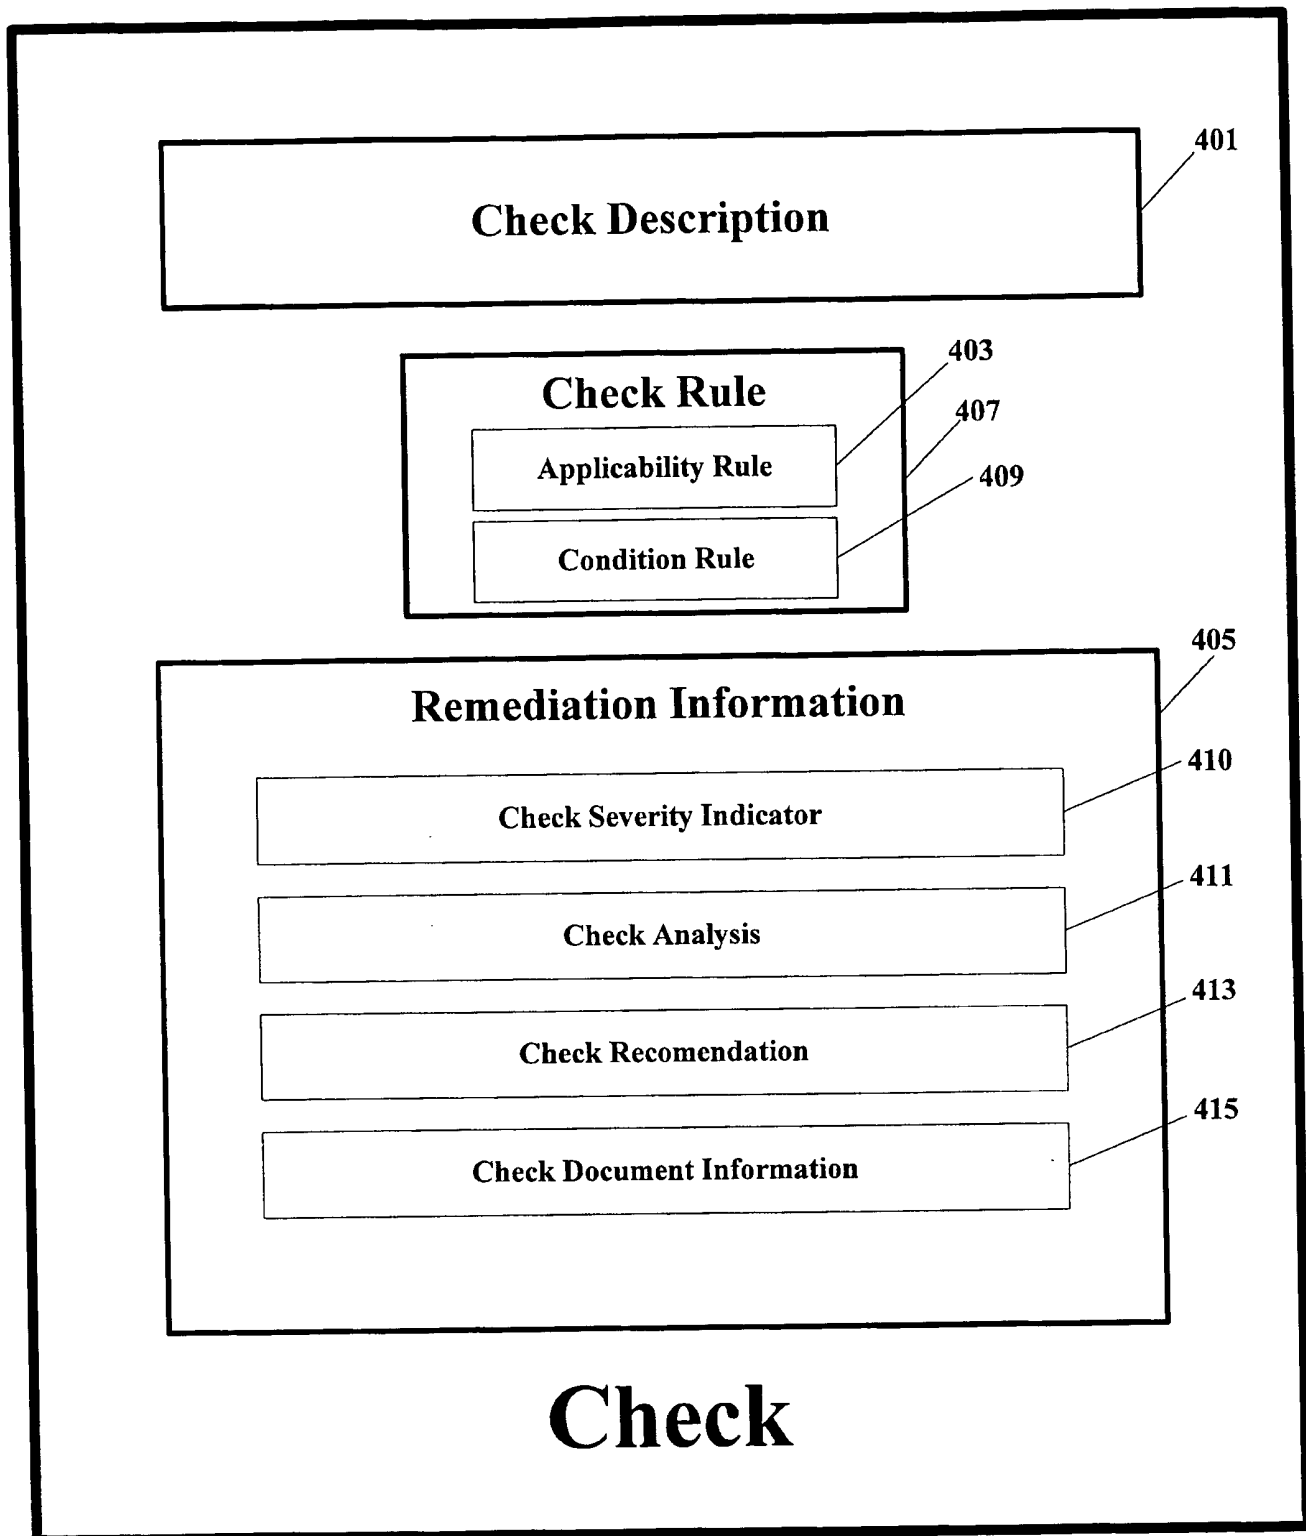 401
Check Description
403
Check Rule
407
Applicability Rule
409
Condition Rule
405
Remediation Information
410
Check Severity Indicator
411
Check Analysis
413
Check Recomendation
415
Check Document Information
Check